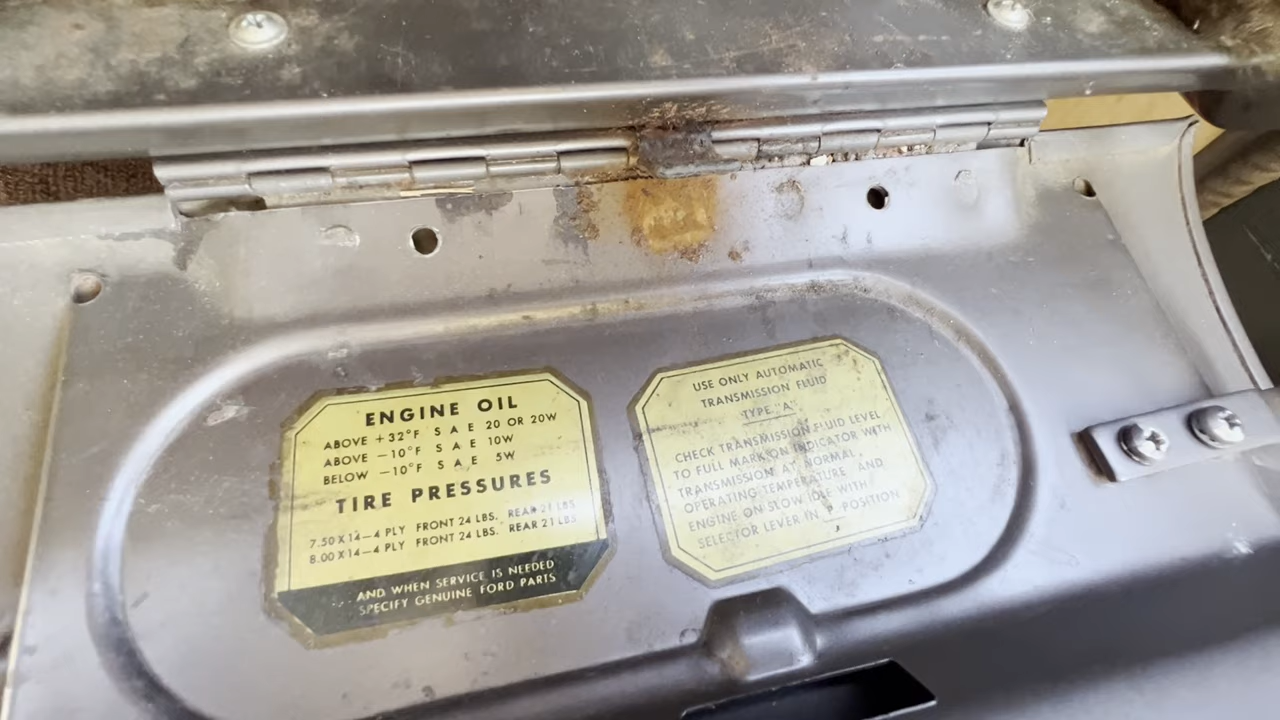 ENGINE OIL
ABOVE +32°F S A E 20 OR 20W
ABOVE −10°F S A E 10W
BELOW −10°F S A E 5W
TIRE PRESSURES
7.50 X 14—4 PLY FRONT 24 LBS. REAR 21 LBS
8.00 X 14—4 PLY FRONT 24 LBS. REAR 21 LBS
AND WHEN SERVICE IS NEEDED
SPECIFY GENUINE FORD PARTS
USE ONLY AUTOMATIC
TRANSMISSION FLUID
TYPE "A"
CHECK TRANSMISSION FLUID LEVEL
TO FULL MARK ON INDICATOR WITH
TRANSMISSION AT NORMAL
OPERATING TEMPERATURE AND
ENGINE ON SLOW IDLE WITH
SELECTOR LEVER IN P POSITION